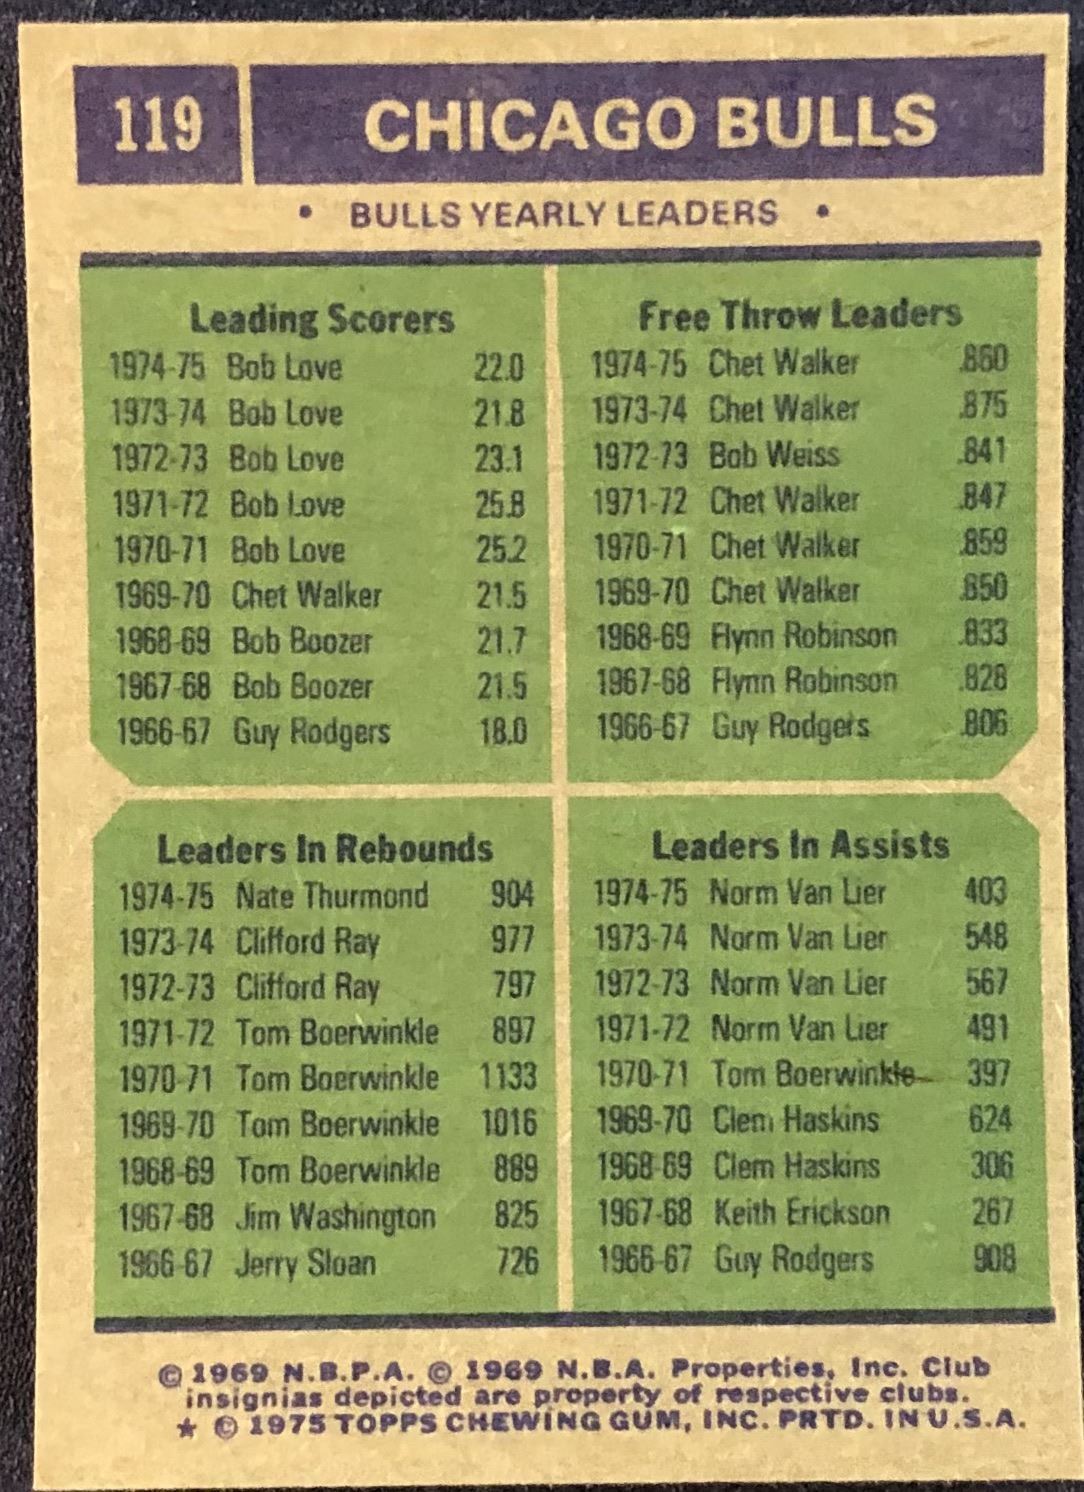 119 CHICAGO BULLS
• BULLS YEARLY LEADERS •
Leading Scorers
1974-75 Bob Love 22.0
1973-74 Bob Love 21.8
1972-73 Bob Love 23.1
1971-72 Bob Love 25.8
1970-71 Bob Love 25.2
1969-70 Chet Walker 21.5
1968-69 Bob Boozer 21.7
1967-68 Bob Boozer 21.5
1966-67 Guy Rodgers 18.0
Free Throw Leaders
1974-75 Chet Walker .860
1973-74 Chet Walker .875
1972-73 Bob Weiss .841
1971-72 Chet Walker .847
1970-71 Chet Walker .859
1969-70 Chet Walker .850
1968-69 Flynn Robinson .833
1967-68 Flynn Robinson .828
1966-67 Guy Rodgers .806
Leaders In Rebounds
1974-75 Nate Thurmond 904
1973-74 Clifford Ray 977
1972-73 Clifford Ray 797
1971-72 Tom Boerwinkle 897
1970-71 Tom Boerwinkle 1133
1969-70 Tom Boerwinkle 1016
1968-69 Tom Boerwinkle 889
1967-68 Jim Washington 825
1966-67 Jerry Sloan 726
Leaders In Assists
1974-75 Norm Van Lier 403
1973-74 Norm Van Lier 548
1972-73 Norm Van Lier 567
1971-72 Norm Van Lier 491
1970-71 Tom Boerwinkle 397
1969-70 Clem Haskins 624
1968-69 Clem Haskins 306
1967-68 Keith Erickson 267
1966-67 Guy Rodgers 908
© 1969 N.B.P.A. © 1969 N.B.A. Properties, Inc. Club
insignias depicted are property of respective clubs.
★ © 1975 TOPPS CHEWING GUM, INC. PRTD. IN U.S.A.